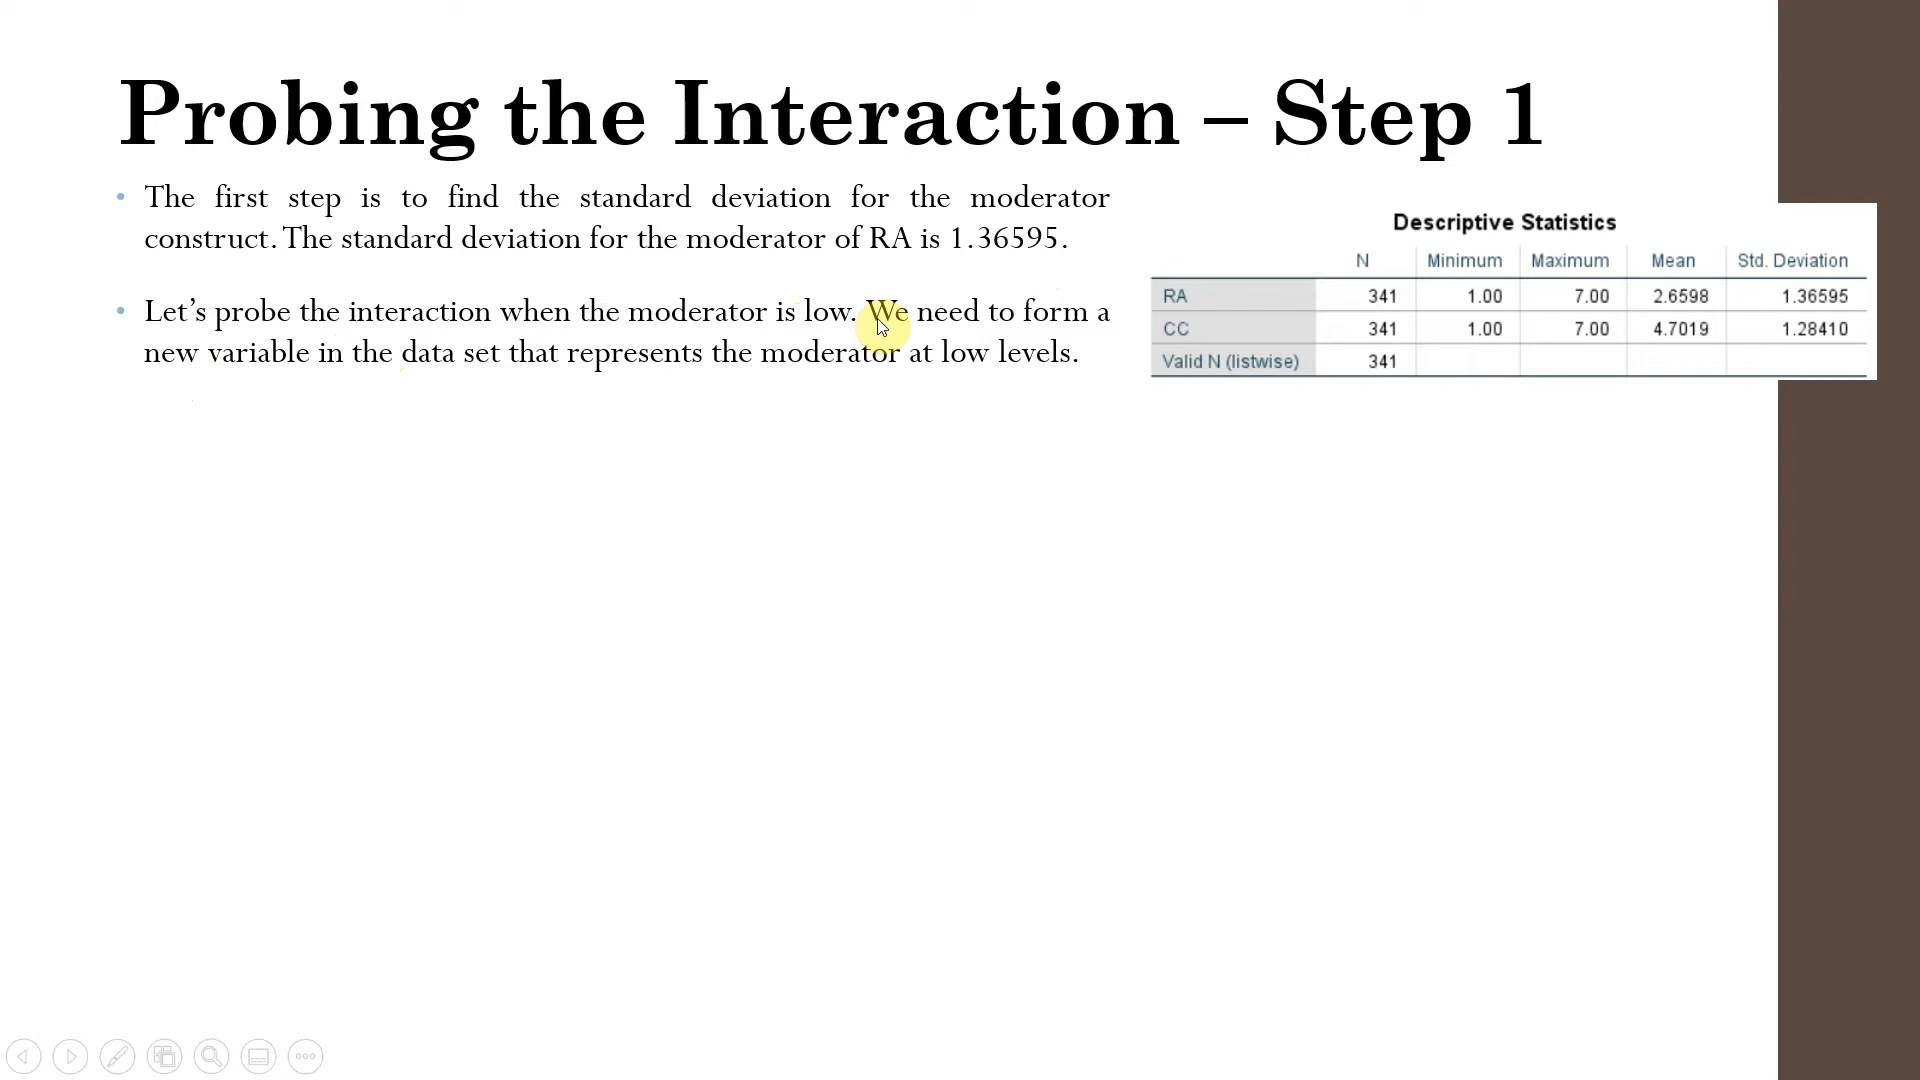 Probing the Interaction – Step 1
• The first step is to find the standard deviation for the moderator
construct. The standard deviation for the moderator of RA is 1.36595.
• Let’s probe the interaction when the moderator is low. We need to form a
new variable in the data set that represents the moderator at low levels.
Descriptive Statistics
N Minimum Maximum Mean Std. Deviation
RA 341 1.00 7.00 2.6598 1.36595
CC 341 1.00 7.00 4.7019 1.28410
Valid N (listwise) 341